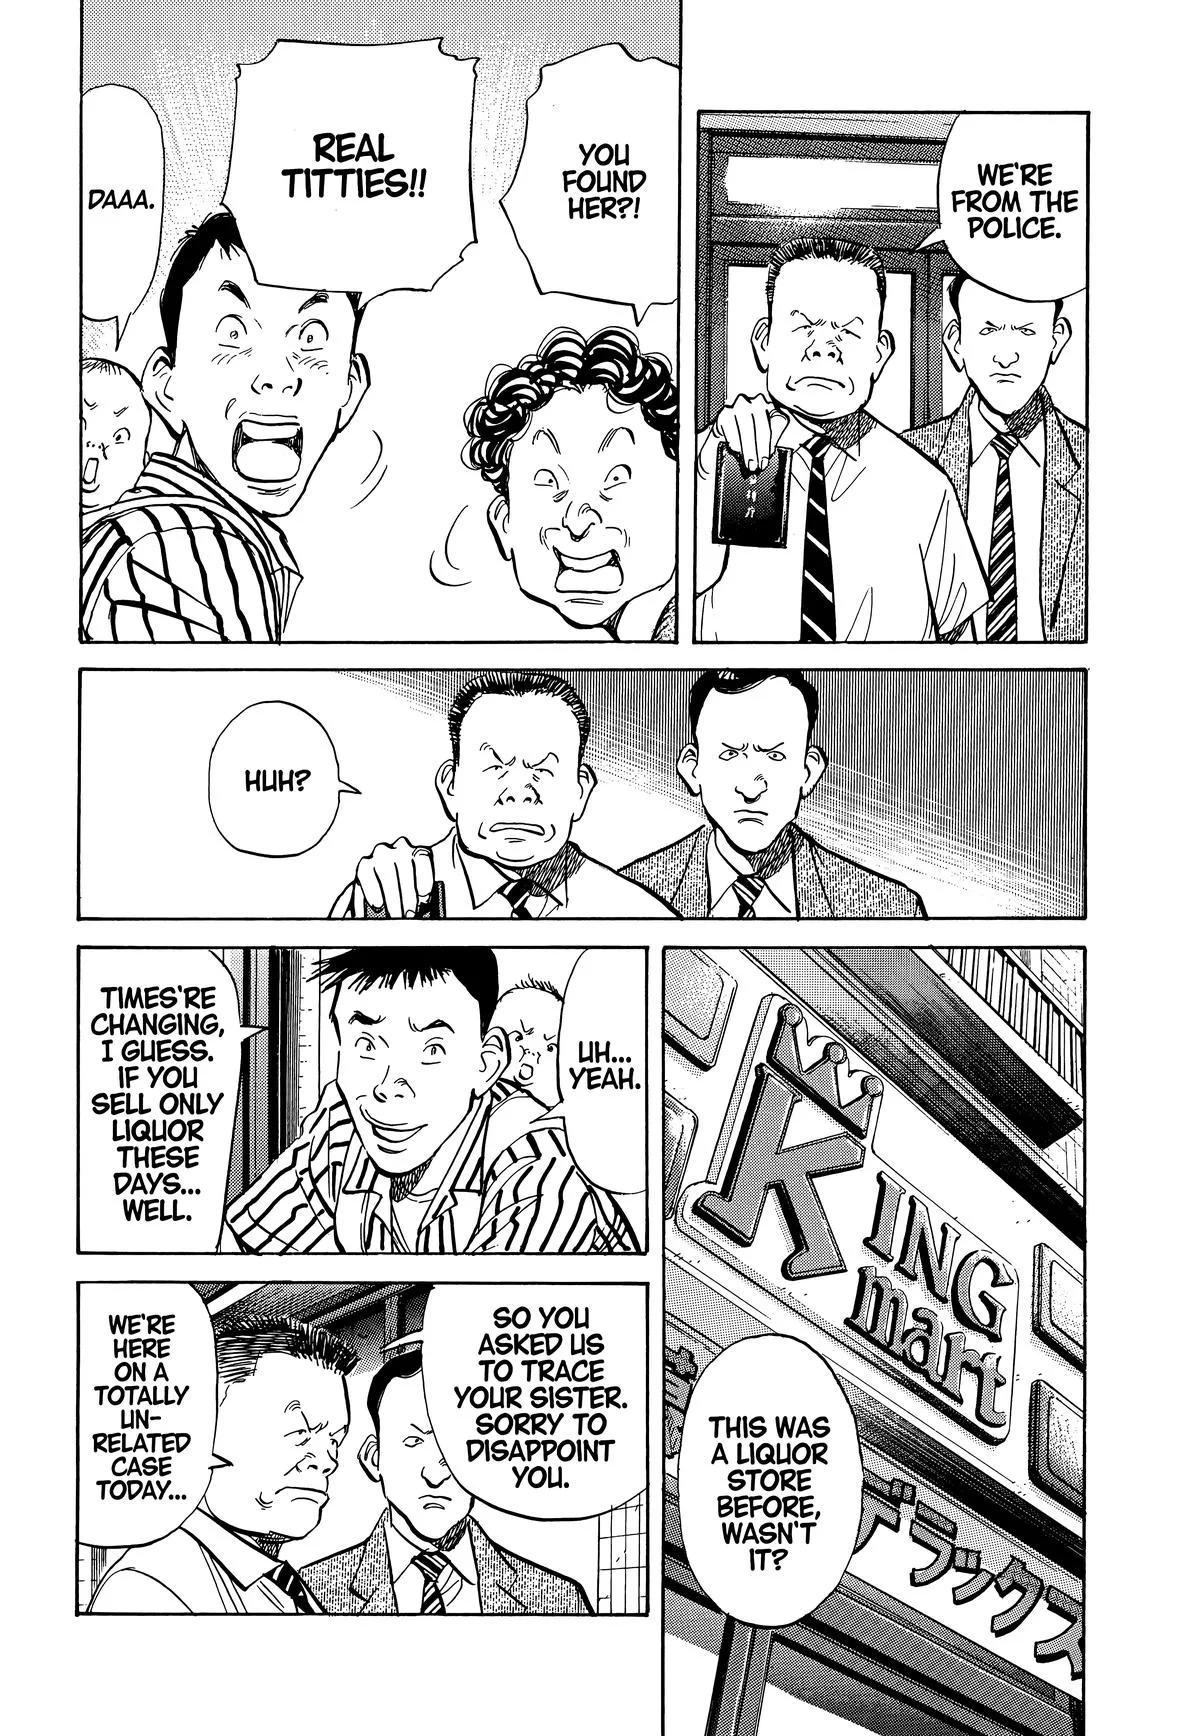 WE'RE
FROM THE
POLICE.
YOU
FOUND
HER?!
REAL
TITTIES!!
DAAA.
HUH?
KING
mart
デラックス
THIS WAS
A LIQUOR
STORE
BEFORE,
WASN'T
IT?
UH...
YEAH.
TIMES'RE
CHANGING,
I GUESS.
IF YOU
SELL ONLY
LIQUOR
THESE
DAYS...
WELL.
SO YOU
ASKED US
TO TRACE
YOUR SISTER.
SORRY TO
DISAPPOINT
YOU.
WE'RE
HERE
ON A
TOTALLY
UN-
RELATED
CASE
TODAY...